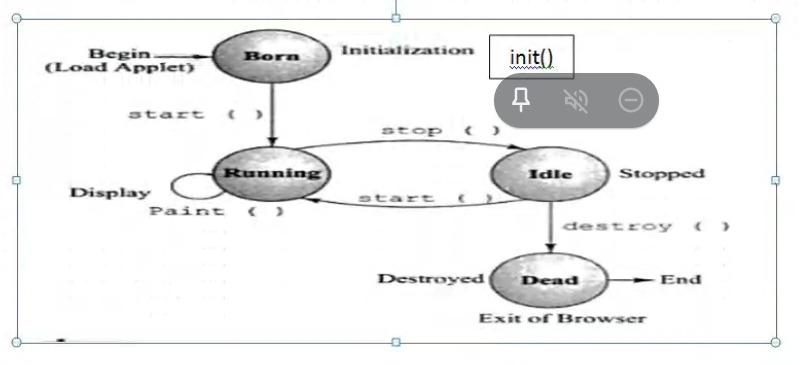 Begin
(Load Applet)
Born
Initialization
init()
start ( )
stop ( )
Running
Idle
Stopped
Display
Paint ( )
start ( )
destroy ( )
Destroyed
Dead
End
Exit of Browser